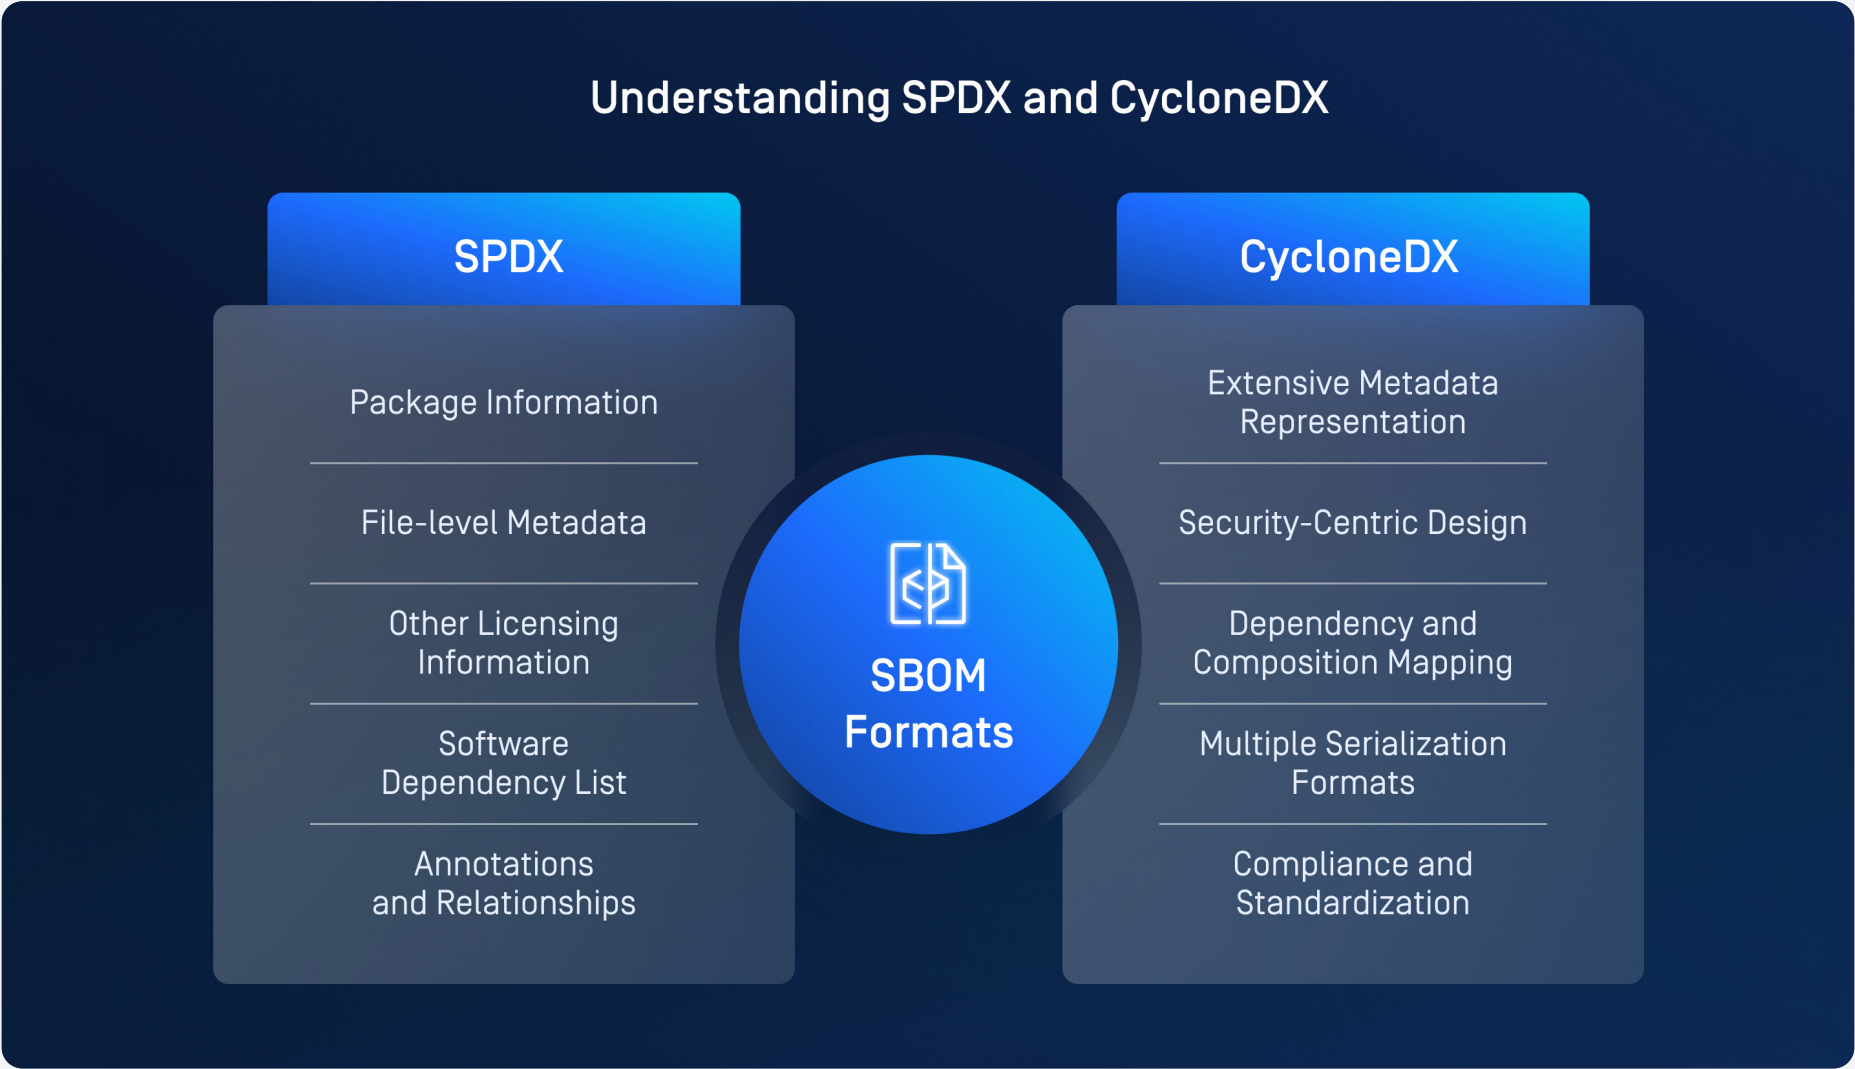 Understanding SPDX and CycloneDX
SPDX
Package Information
File-level Metadata
Other Licensing
Information
Software
Dependency List
Annotations
and Relationships
SBOM
Formats
CycloneDX
Extensive Metadata
Representation
Security-Centric Design
Dependency and
Composition Mapping
Multiple Serialization
Formats
Compliance and
Standardization